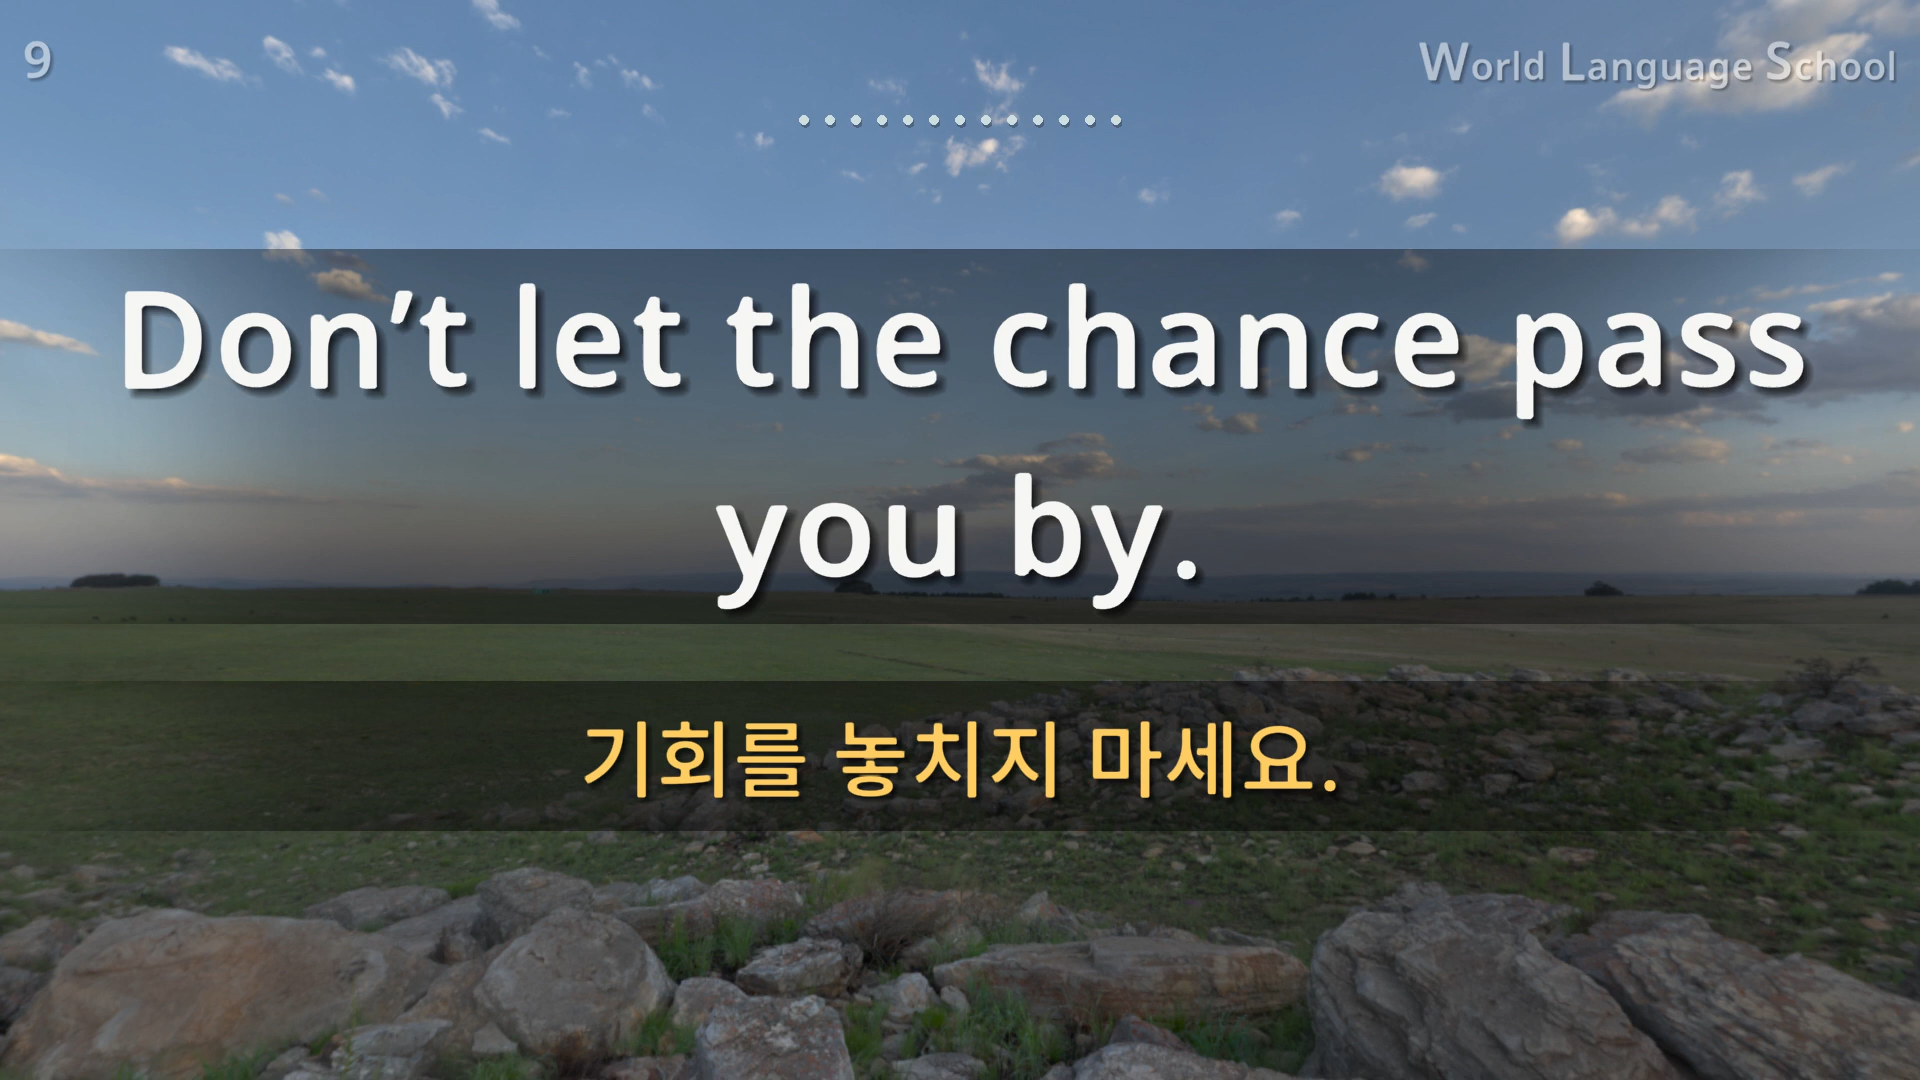 9
World Language School
.............
Don’t let the chance pass
you by.
기회를 놓치지 마세요.